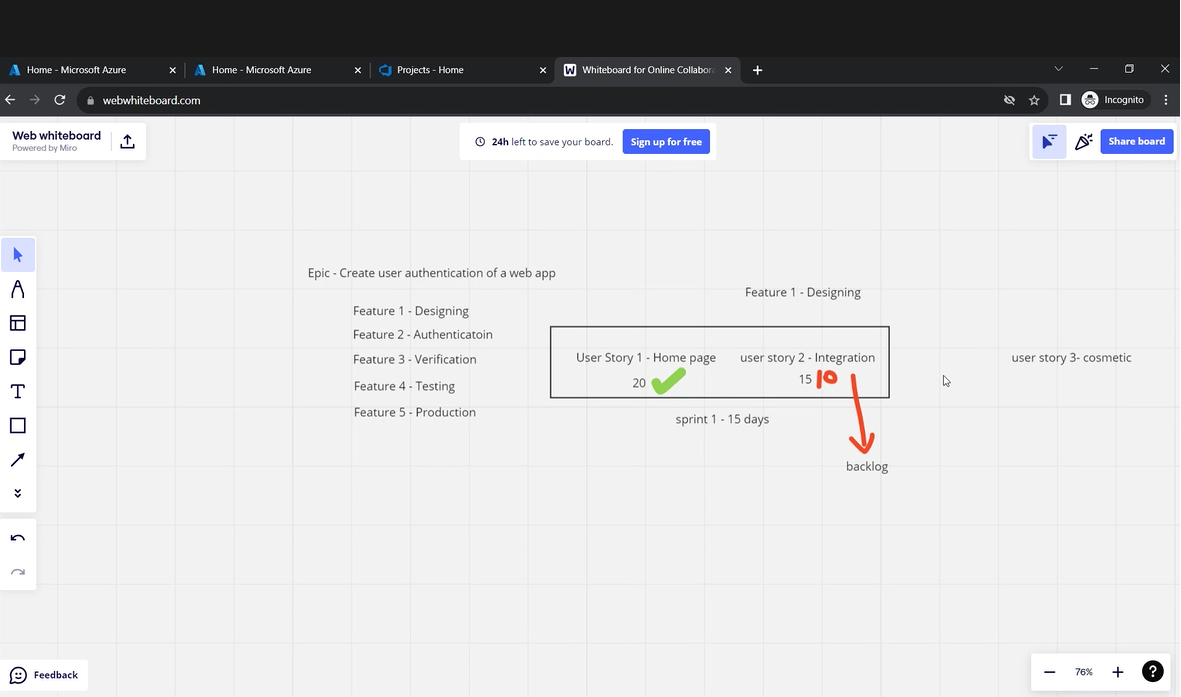 Home - Microsoft Azure
Home - Microsoft Azure
Projects - Home
Whiteboard for Online Collabora
webwhiteboard.com
Incognito
Web whiteboard
Powered by Miro
24h left to save your board.
Sign up for free
Share board
Epic - Create user authentication of a web app
Feature 1 - Designing
Feature 2 - Authenticatoin
Feature 3 - Verification
Feature 4 - Testing
Feature 5 - Production
Feature 1 - Designing
User Story 1 - Home page
user story 2 - Integration
user story 3- cosmetic
20
15
10
sprint 1 - 15 days
backlog
Feedback
76%